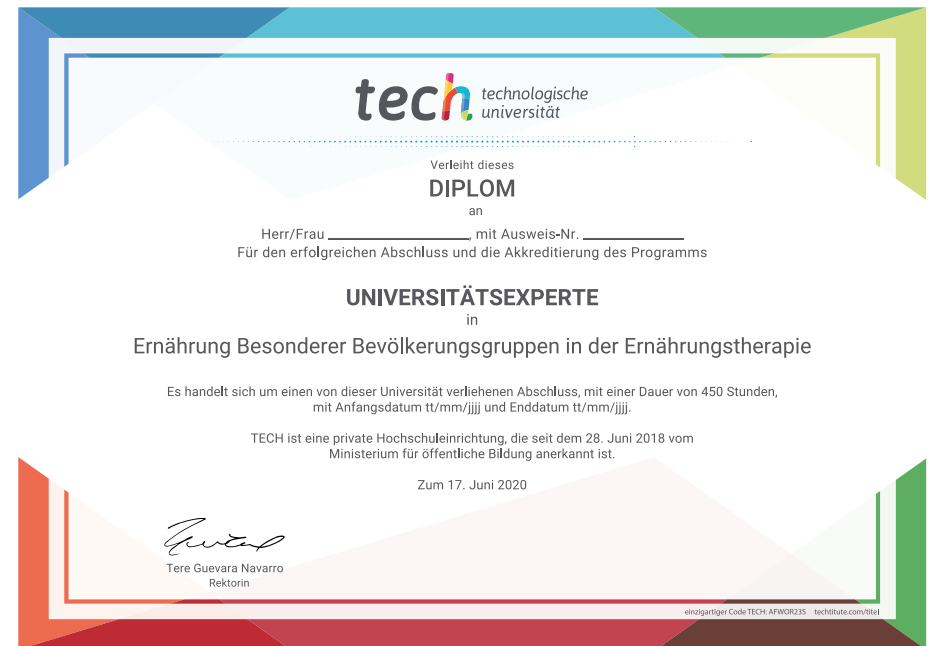 tech technologische
universität
Verleiht dieses
DIPLOM
an
Herr/Frau ____________________, mit Ausweis-Nr. ______________
Für den erfolgreichen Abschluss und die Akkreditierung des Programms
UNIVERSITÄTSEXPERTE
in
Ernährung Besonderer Bevölkerungsgruppen in der Ernährungstherapie
Es handelt sich um einen von dieser Universität verliehenen Abschluss, mit einer Dauer von 450 Stunden,
mit Anfangsdatum tt/mm/jjjj und Enddatum tt/mm/jjjj.
TECH ist eine private Hochschuleinrichtung, die seit dem 28. Juni 2018 vom
Ministerium für öffentliche Bildung anerkannt ist.
Zum 17. Juni 2020
Tere Guevara Navarro
Rektorin
einzigartiger Code TECH: AFWOR23S techtitute.com/titel